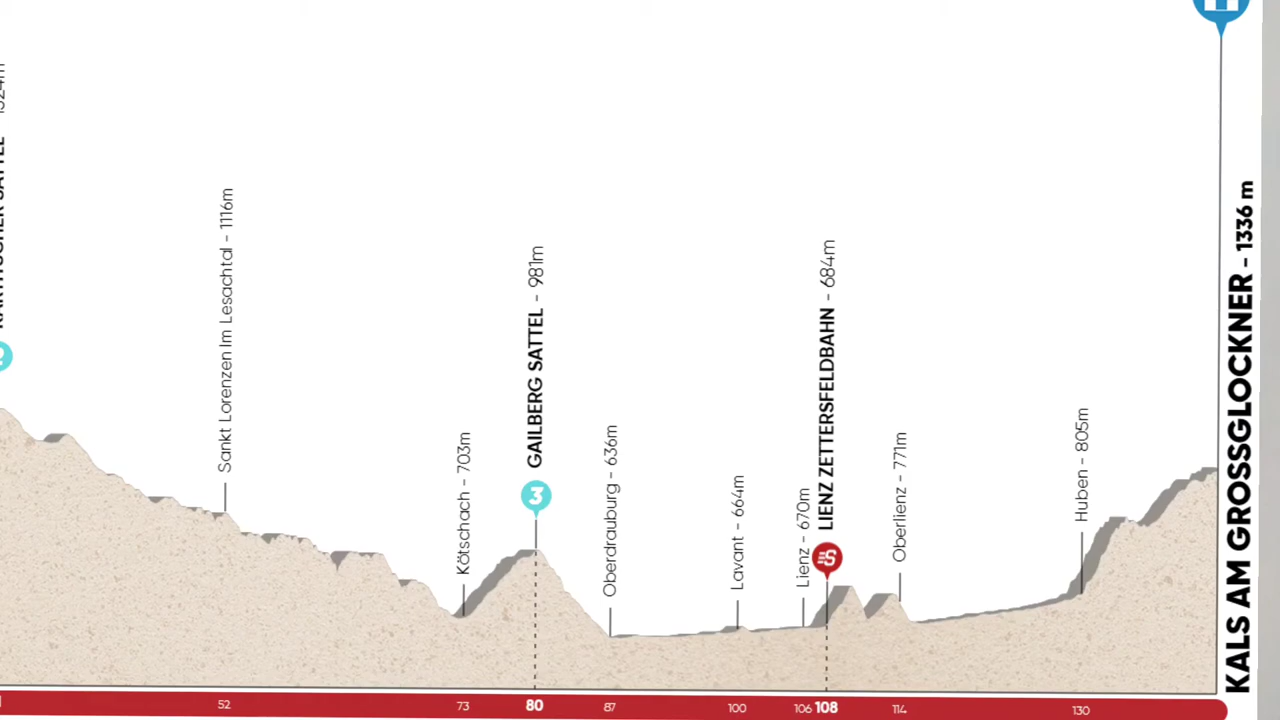 Sankt Lorenzen Im Lesachtal - 1116m
Kötschach - 703m
GAILBERG SATTEL - 981m
3
Oberdrauburg - 636m
Lavant - 664m
Lienz - 670m
LIENZ ZETTERSFELDBAHN - 684m
S
Oberlienz - 771m
Huben - 805m
KALS AM GROSSGLOCKNER - 1336 m
52
73
80
87
100
106
108
114
130